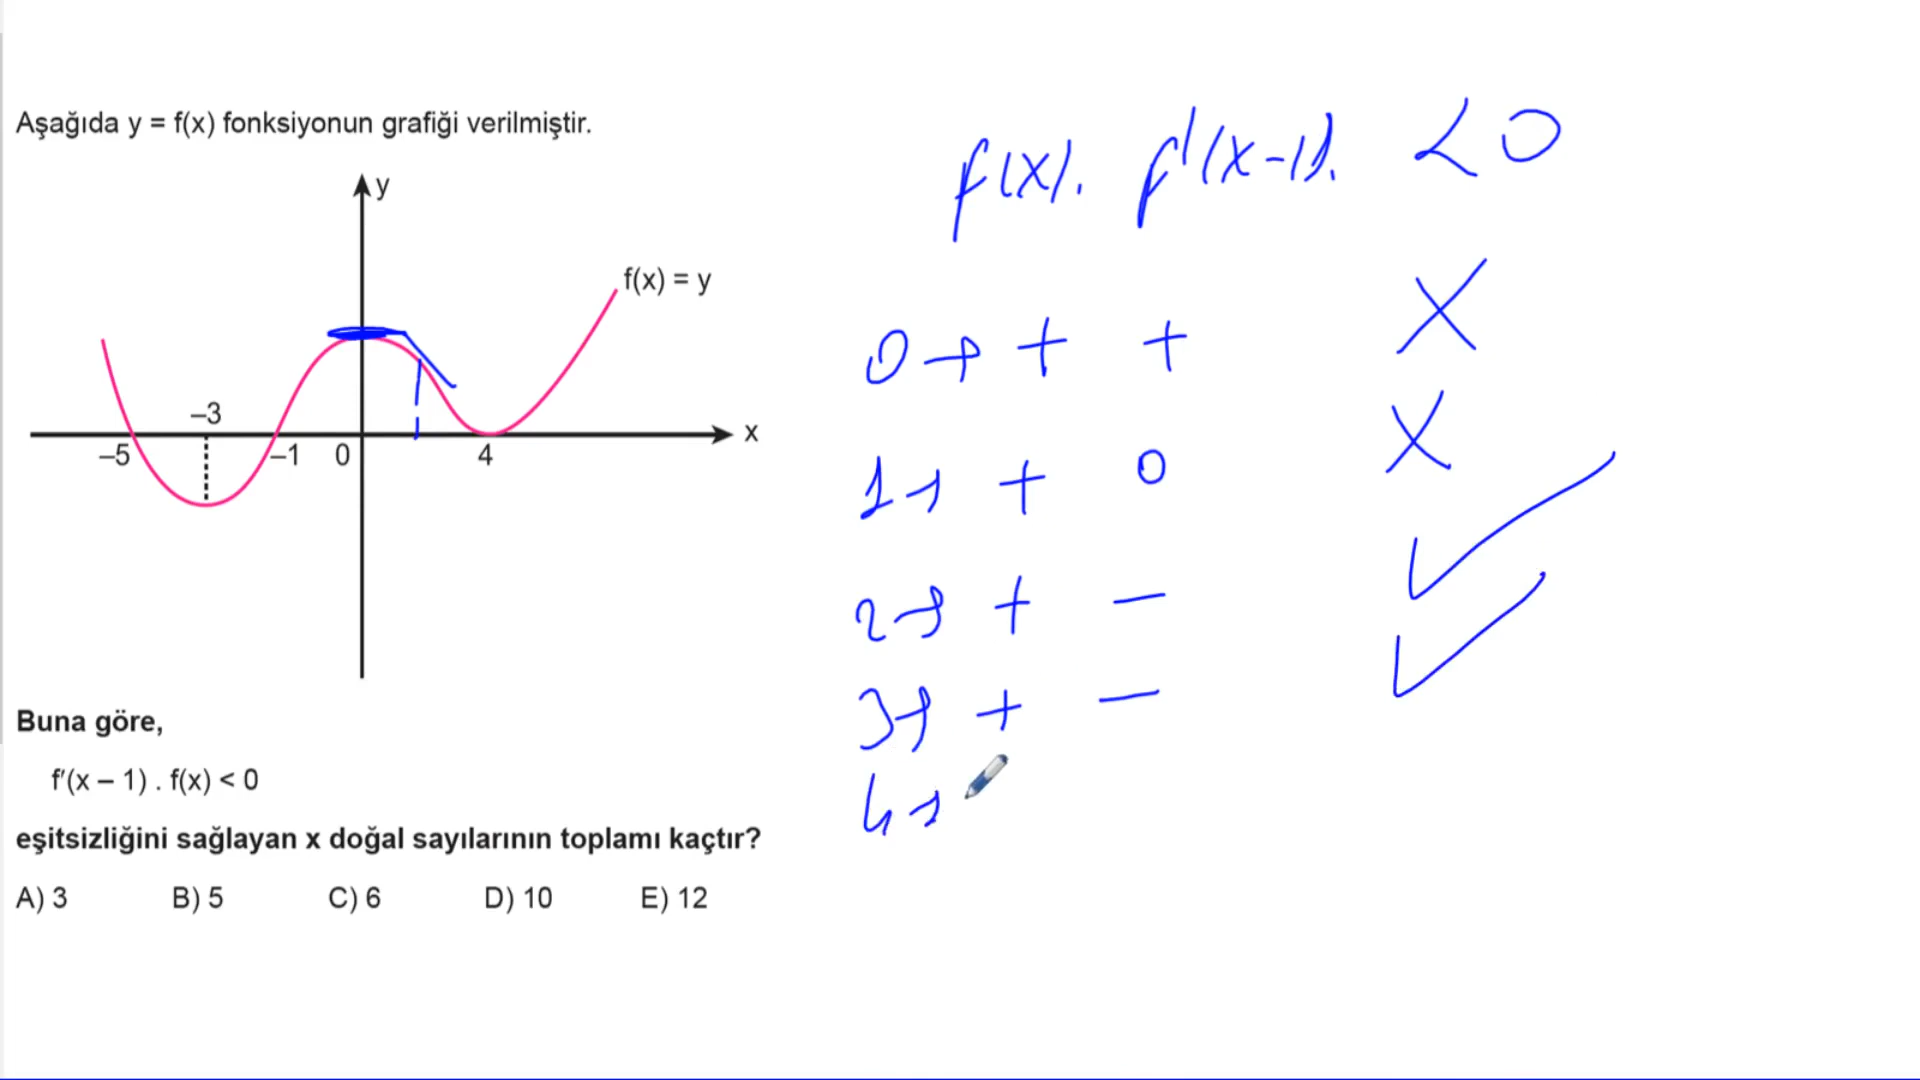 Aşağıda y = f(x) fonksiyonun grafiği verilmiştir.
y
f(x) = y
–3
x
–5
–1
0
4
Buna göre,
f'(x – 1) . f(x) < 0
eşitsizliğini sağlayan x doğal sayılarının toplamı kaçtır?
A) 3 B) 5 C) 6 D) 10 E) 12
f(x). f'(x-1). < 0
0→ + + X
1→ + 0 X
2→ + — ✓
3→ + — ✓
4→